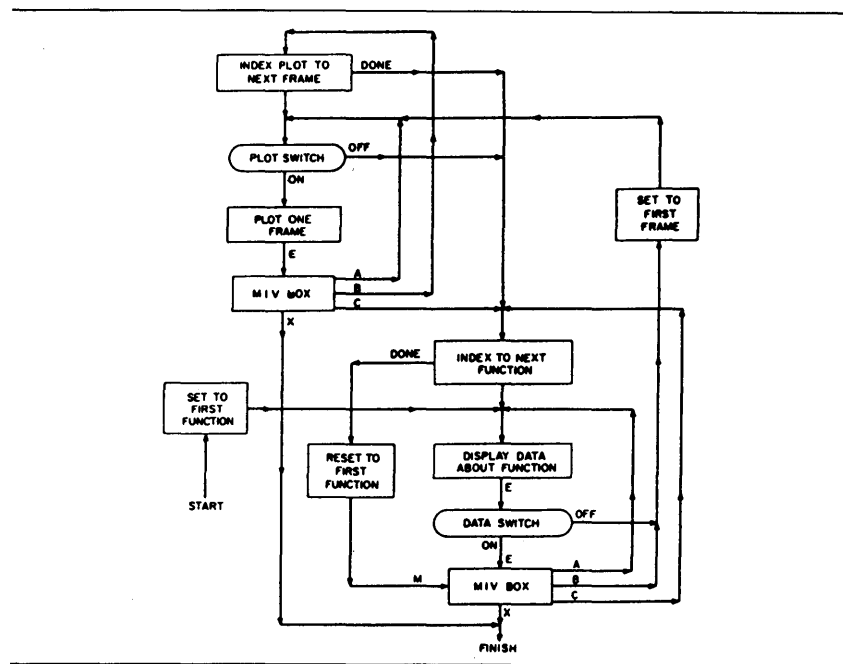 INDEX PLOT TO
NEXT FRAME
DONE
PLOT SWITCH
OFF
ON
PLOT ONE
FRAME
E
SET TO
FIRST
FRAME
MIV BOX
A
B
C
X
DONE
INDEX TO NEXT
FUNCTION
SET TO
FIRST
FUNCTION
START
RESET TO
FIRST
FUNCTION
DISPLAY DATA
ABOUT FUNCTION
E
DATA SWITCH
OFF
ON
E
M
MIV BOX
A
B
C
X
FINISH